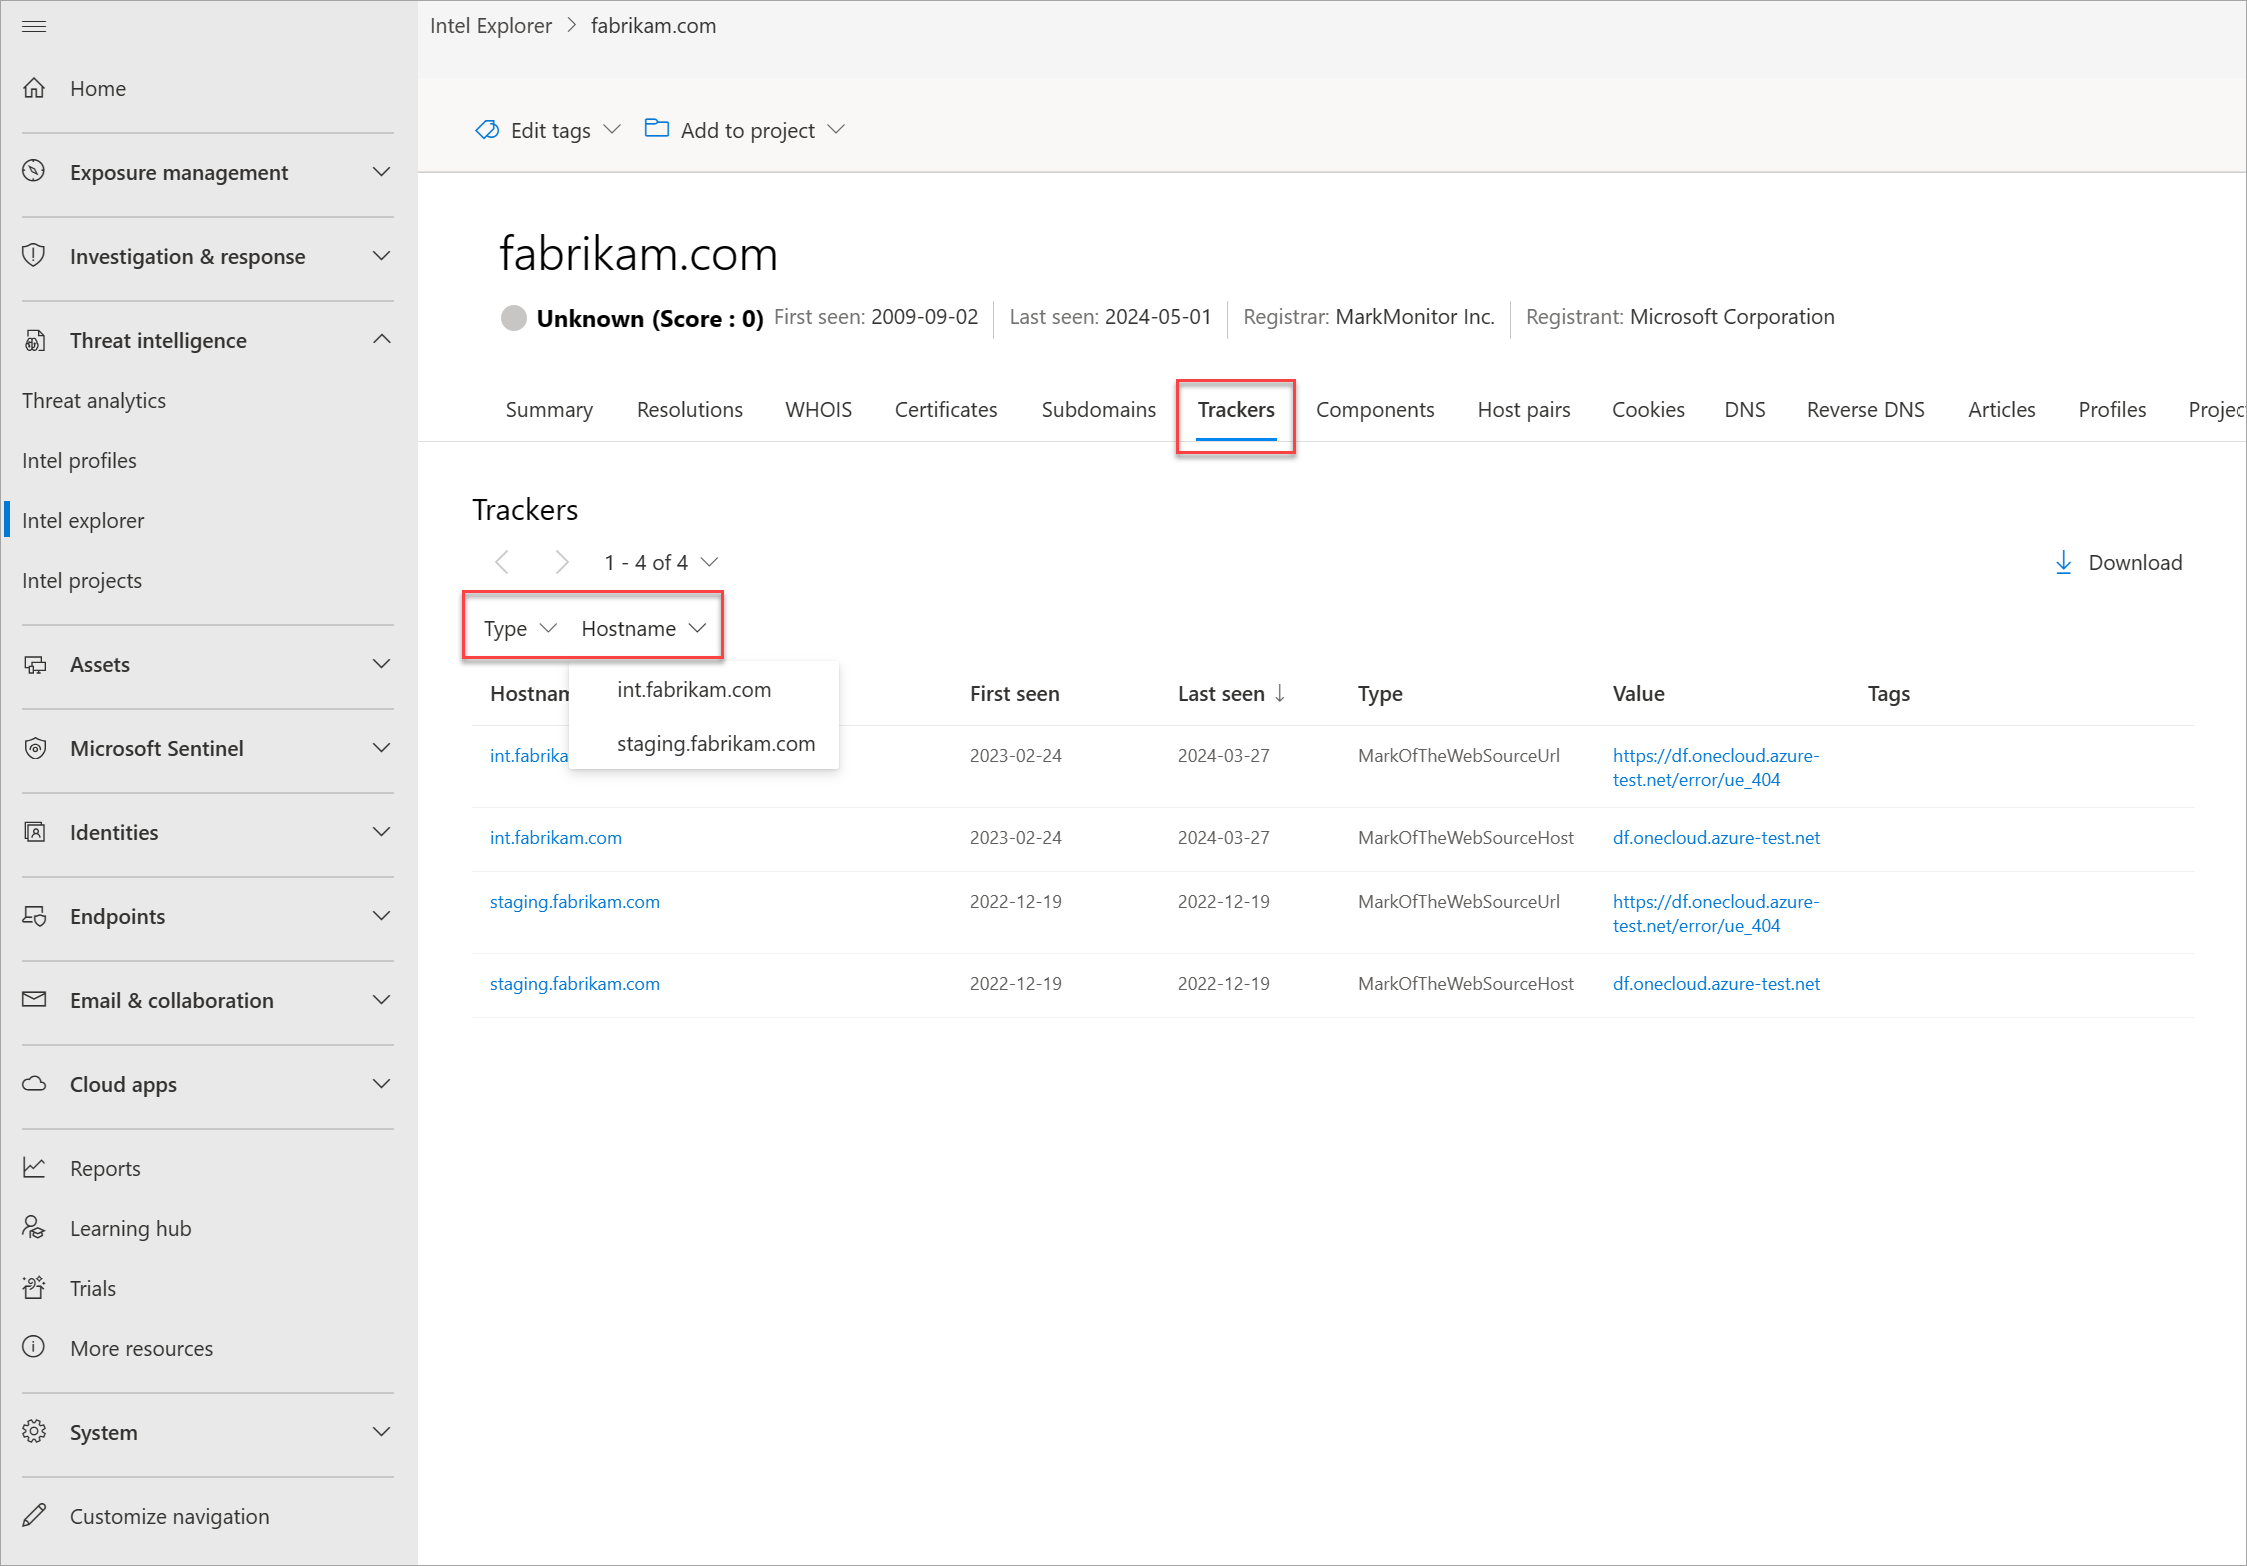 Home
Exposure management
Investigation & response
Threat intelligence
Threat analytics
Intel profiles
Intel explorer
Intel projects
Assets
Microsoft Sentinel
Identities
Endpoints
Email & collaboration
Cloud apps
Reports
Learning hub
Trials
More resources
System
Customize navigation
Intel Explorer > fabrikam.com
Edit tags Add to project
fabrikam.com
Unknown (Score : 0) First seen: 2009-09-02 Last seen: 2024-05-01 Registrar: MarkMonitor Inc. Registrant: Microsoft Corporation
Summary Resolutions WHOIS Certificates Subdomains Trackers Components Host pairs Cookies DNS Reverse DNS Articles Profiles Projec
Trackers
1 - 4 of 4 Download
Type Hostname
int.fabrikam.com
staging.fabrikam.com
Hostnam First seen Last seen ↓ Type Value Tags
int.fabrika 2023-02-24 2024-03-27 MarkOfTheWebSourceUrl https://df.onecloud.azure-
test.net/error/ue_404
int.fabrikam.com 2023-02-24 2024-03-27 MarkOfTheWebSourceHost df.onecloud.azure-test.net
staging.fabrikam.com 2022-12-19 2022-12-19 MarkOfTheWebSourceUrl https://df.onecloud.azure-
test.net/error/ue_404
staging.fabrikam.com 2022-12-19 2022-12-19 MarkOfTheWebSourceHost df.onecloud.azure-test.net